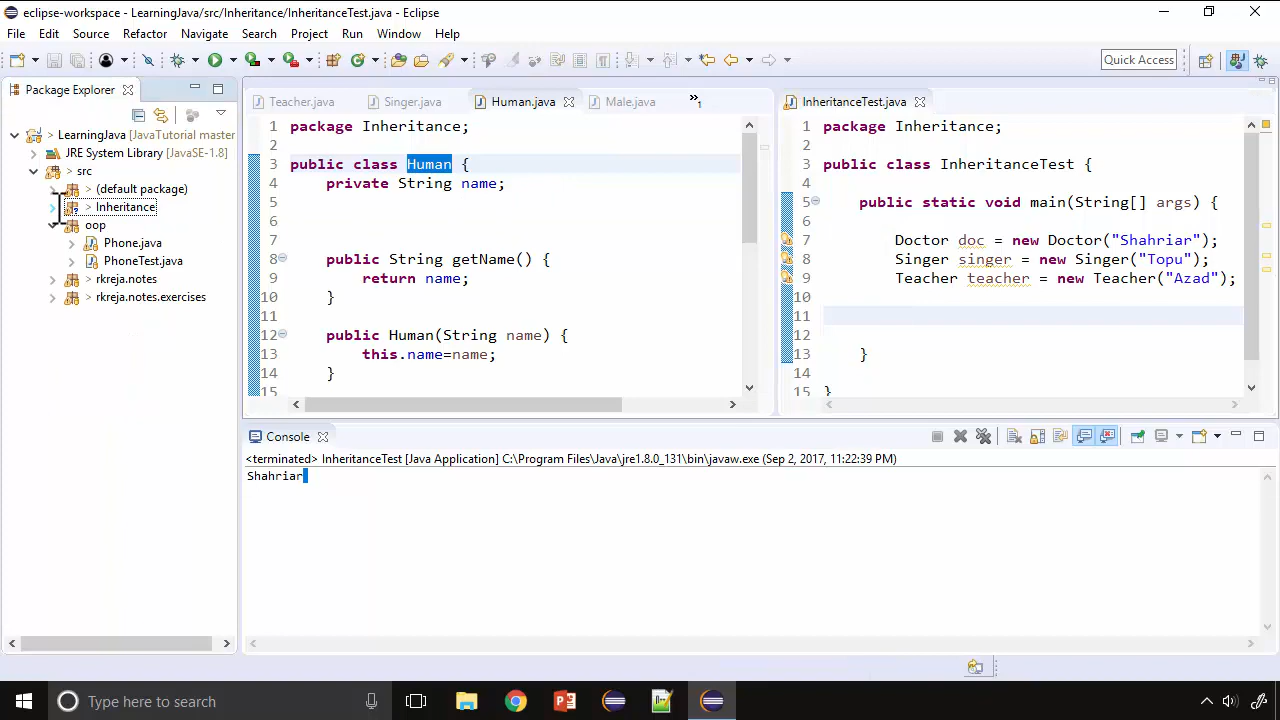 eclipse-workspace - LearningJava/src/Inheritance/InheritanceTest.java - Eclipse
File Edit Source Refactor Navigate Search Project Run Window Help
Quick Access
Package Explorer
> LearningJava [JavaTutorial master
JRE System Library [JavaSE-1.8]
> src
> (default package)
> Inheritance
oop
Phone.java
PhoneTest.java
> rkreja.notes
> rkreja.notes.exercises
Teacher.java Singer.java Human.java Male.java »1
1 package Inheritance;
2
3 public class Human {
4 private String name;
5
6
7
8 public String getName() {
9 return name;
10 }
11
12 public Human(String name) {
13 this.name=name;
14 }
15
InheritanceTest.java
1 package Inheritance;
2
3 public class InheritanceTest {
4
5 public static void main(String[] args) {
6
7 Doctor doc = new Doctor("Shahriar");
8 Singer singer = new Singer("Topu");
9 Teacher teacher = new Teacher("Azad");
10
11
12
13 }
14
15 }
Console
<terminated> InheritanceTest [Java Application] C:\Program Files\Java\jre1.8.0_131\bin\javaw.exe (Sep 2, 2017, 11:22:39 PM)
Shahriar
Type here to search